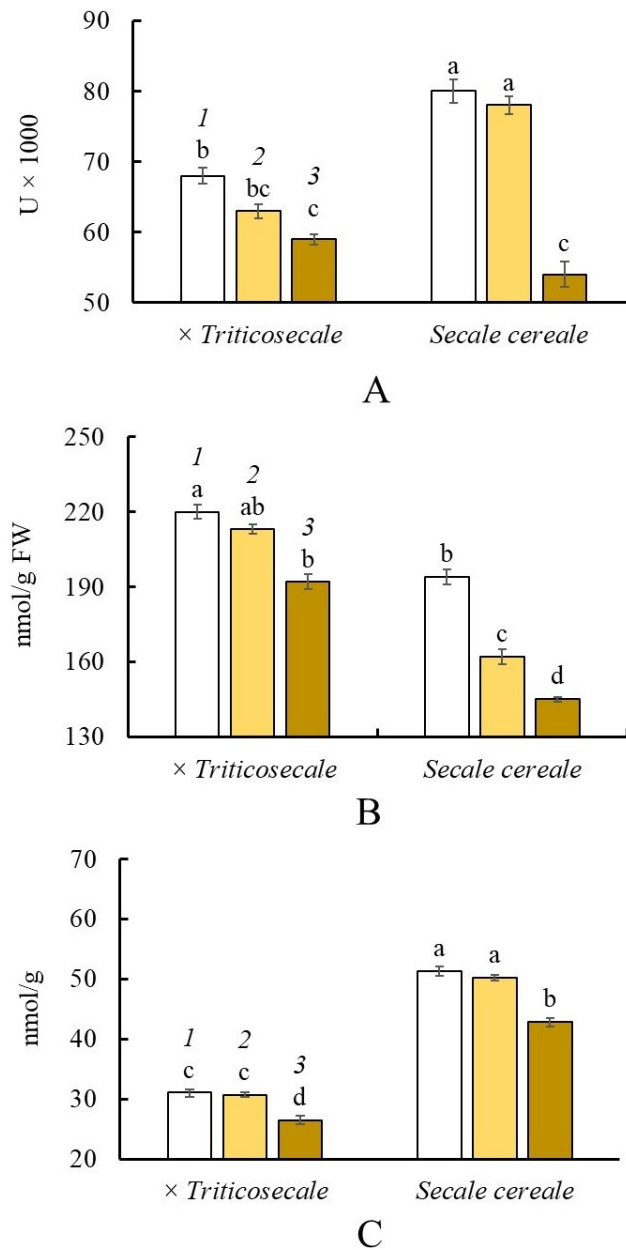 90
80
70
60
50
U × 1000
1
b
2
bc
3
c
a
a
c
× Triticosecale
Secale cereale
A
250
220
190
160
130
nmol/g FW
1
a
2
ab
3
b
b
c
d
× Triticosecale
Secale cereale
B
70
60
50
40
30
20
nmol/g
1
c
2
c
3
d
a
a
b
× Triticosecale
Secale cereale
C